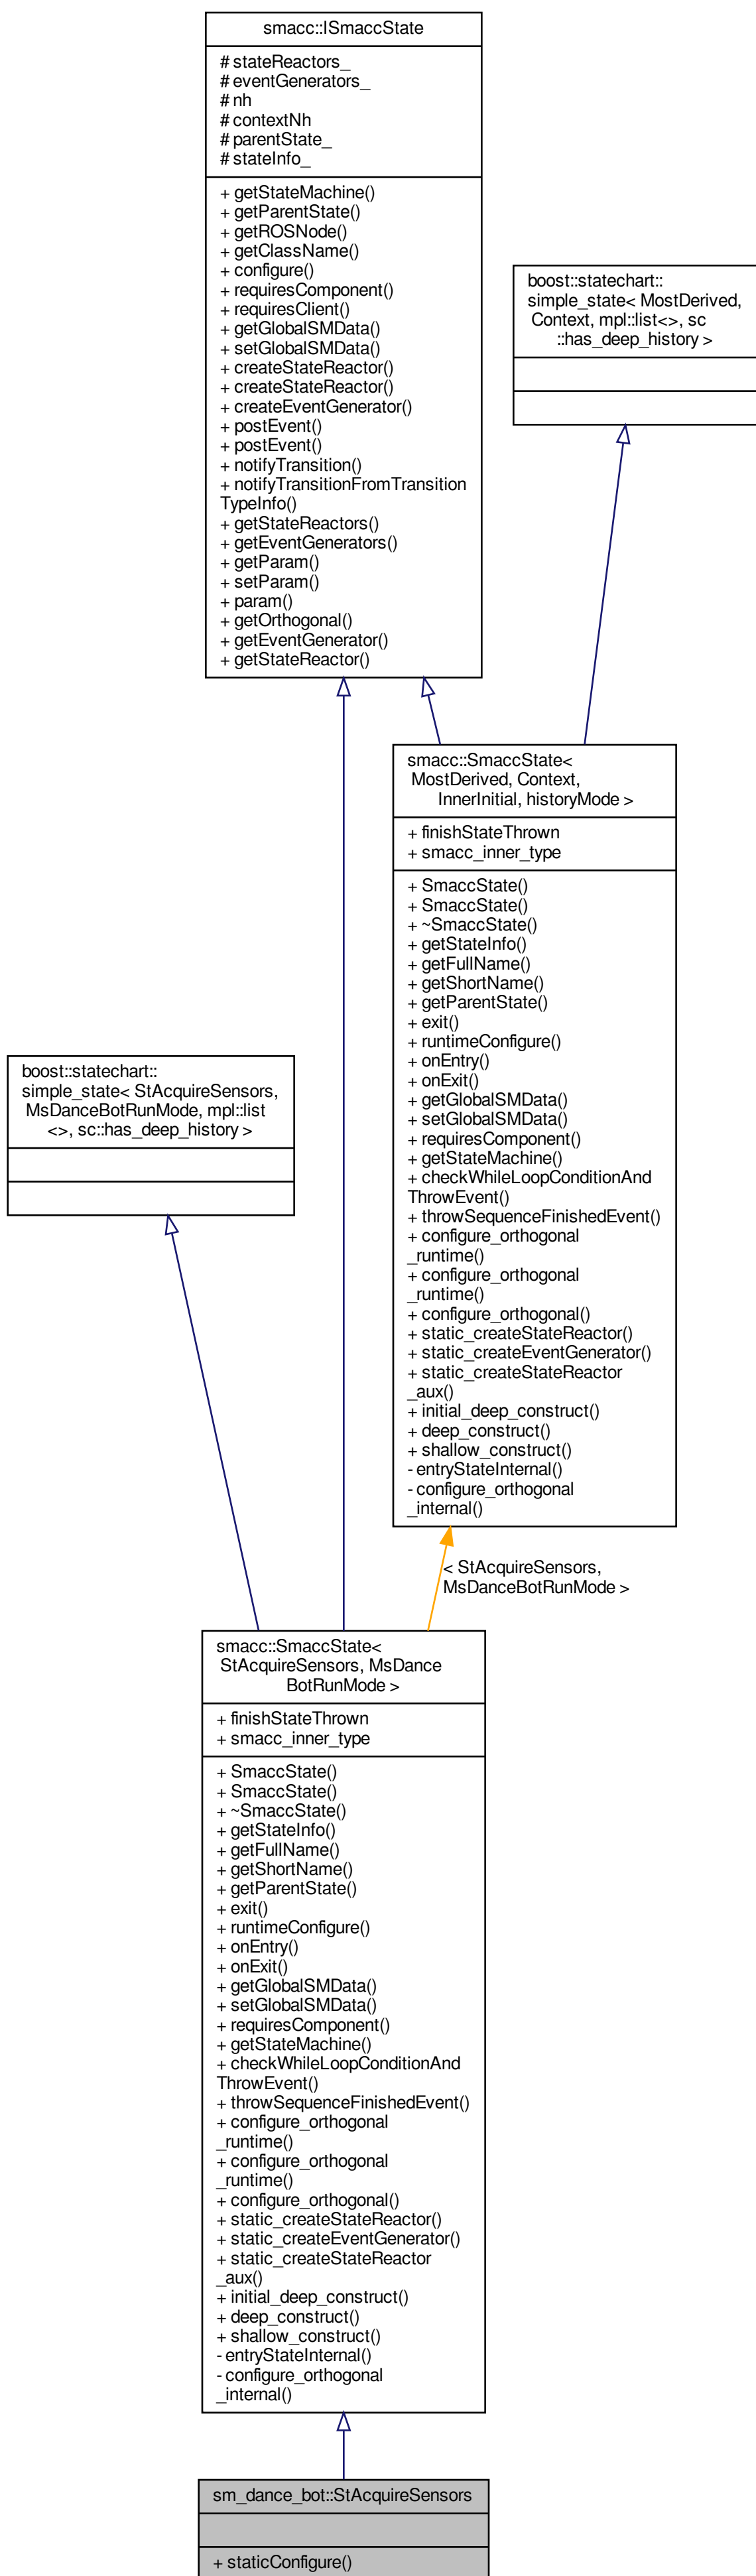 smacc::ISmaccState
# stateReactors_
# eventGenerators_
# nh
# contextNh
# parentState_
# stateInfo_
+ getStateMachine()
+ getParentState()
+ getROSNode()
+ getClassName()
+ configure()
+ requiresComponent()
+ requiresClient()
+ getGlobalSMData()
+ setGlobalSMData()
+ createStateReactor()
+ createStateReactor()
+ createEventGenerator()
+ postEvent()
+ postEvent()
+ notifyTransition()
+ notifyTransitionFromTransition
TypeInfo()
+ getStateReactors()
+ getEventGenerators()
+ getParam()
+ setParam()
+ param()
+ getOrthogonal()
+ getEventGenerator()
+ getStateReactor()
boost::statechart::
simple_state< MostDerived,
Context, mpl::list<>, sc
::has_deep_history >
smacc::SmaccState<
MostDerived, Context,
InnerInitial, historyMode >
+ finishStateThrown
+ smacc_inner_type
+ SmaccState()
+ SmaccState()
+ ~SmaccState()
+ getStateInfo()
+ getFullName()
+ getShortName()
+ getParentState()
+ exit()
+ runtimeConfigure()
+ onEntry()
+ onExit()
+ getGlobalSMData()
+ setGlobalSMData()
+ requiresComponent()
+ getStateMachine()
+ checkWhileLoopConditionAnd
ThrowEvent()
+ throwSequenceFinishedEvent()
+ configure_orthogonal
_runtime()
+ configure_orthogonal
_runtime()
+ configure_orthogonal()
+ static_createStateReactor()
+ static_createEventGenerator()
+ static_createStateReactor
_aux()
+ initial_deep_construct()
+ deep_construct()
+ shallow_construct()
- entryStateInternal()
- configure_orthogonal
_internal()
boost::statechart::
simple_state< StAcquireSensors,
MsDanceBotRunMode, mpl::list
<>, sc::has_deep_history >
< StAcquireSensors,
MsDanceBotRunMode >
smacc::SmaccState<
StAcquireSensors, MsDance
BotRunMode >
+ finishStateThrown
+ smacc_inner_type
+ SmaccState()
+ SmaccState()
+ ~SmaccState()
+ getStateInfo()
+ getFullName()
+ getShortName()
+ getParentState()
+ exit()
+ runtimeConfigure()
+ onEntry()
+ onExit()
+ getGlobalSMData()
+ setGlobalSMData()
+ requiresComponent()
+ getStateMachine()
+ checkWhileLoopConditionAnd
ThrowEvent()
+ throwSequenceFinishedEvent()
+ configure_orthogonal
_runtime()
+ configure_orthogonal
_runtime()
+ configure_orthogonal()
+ static_createStateReactor()
+ static_createEventGenerator()
+ static_createStateReactor
_aux()
+ initial_deep_construct()
+ deep_construct()
+ shallow_construct()
- entryStateInternal()
- configure_orthogonal
_internal()
sm_dance_bot::StAcquireSensors
+ staticConfigure()